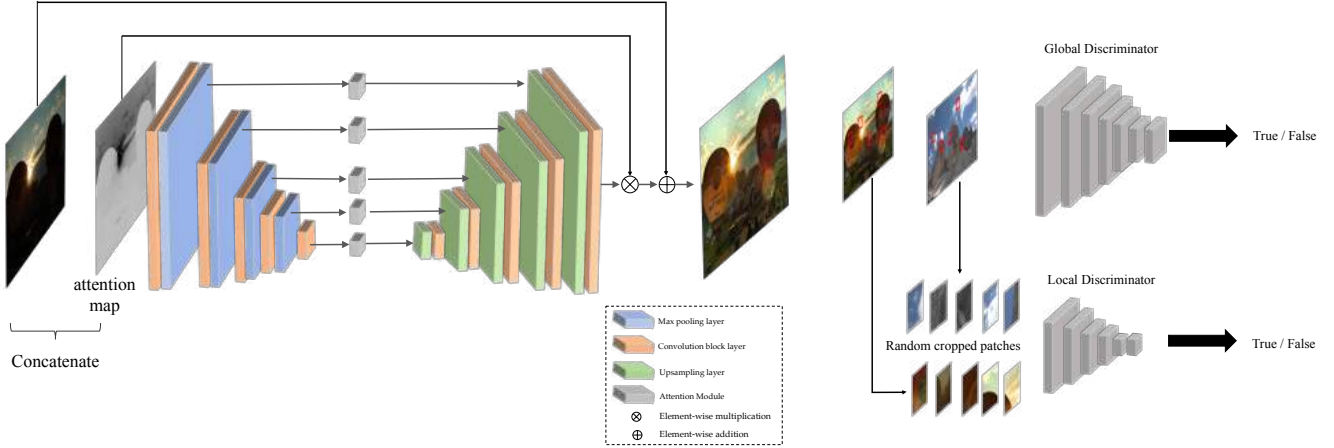 attention
map
Concatenate
Max pooling layer
Convolution block layer
Upsampling layer
Attention Module
Element-wise multiplication
Element-wise addition
Global Discriminator
True / False
Local Discriminator
Random cropped patches
True / False